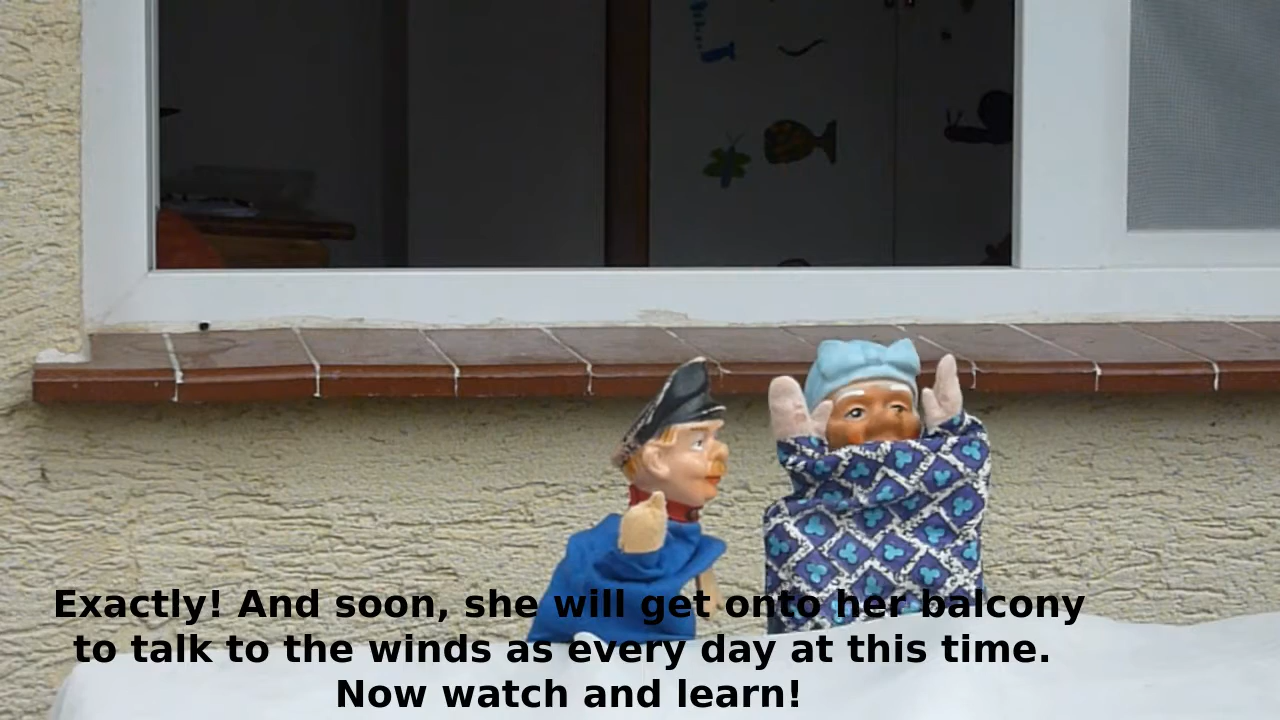 Exactly! And soon, she will get onto her balcony
to talk to the winds as every day at this time.
Now watch and learn!